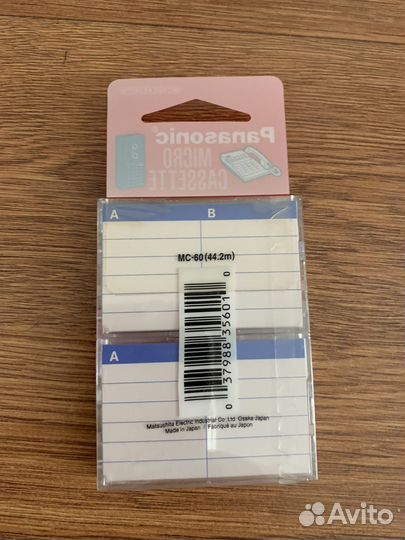 Panasonic®
MICRO
CASSETTE
A B
MC-60 (44.2m)
0 37988 35601 0
A
Matsushita Electric Industrial Co., Ltd. Osaka Japan
Made in Japan // Fabriqué au Japon
Avito